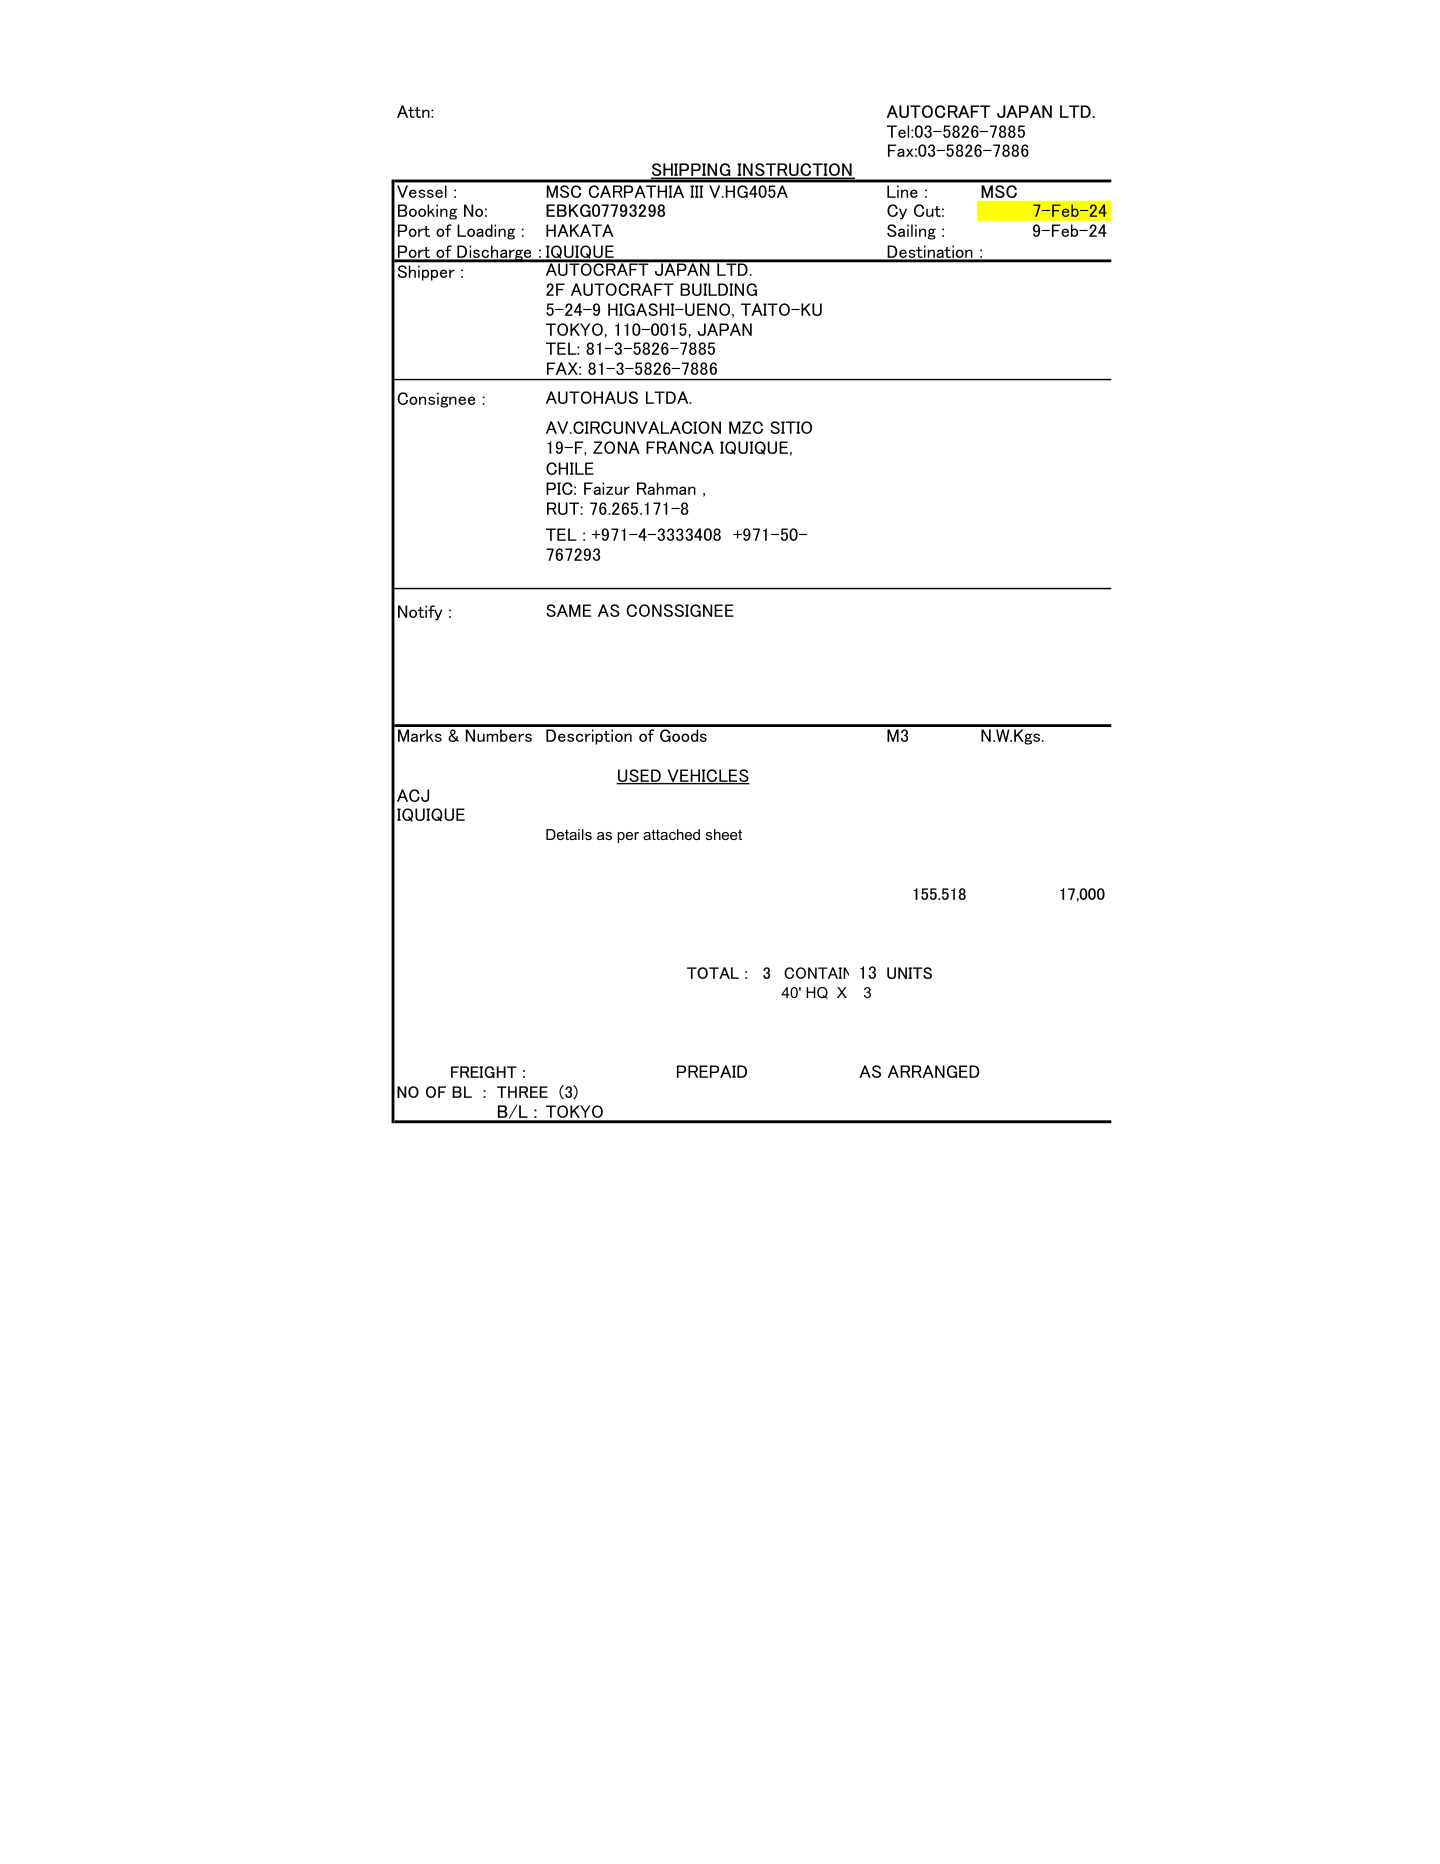 Attn: AUTOCRAFT JAPAN LTD.
Tel:03-5826-7885
Fax:03-5826-7886
SHIPPING INSTRUCTION
Vessel : MSC CARPATHIA III V.HG405A Line : MSC
Booking No: EBKG07793298 Cy Cut: 7-Feb-24
Port of Loading : HAKATA Sailing : 9-Feb-24
Port of Discharge : IQUIQUE Destination :
Shipper : AUTOCRAFT JAPAN LTD.
2F AUTOCRAFT BUILDING
5-24-9 HIGASHI-UENO, TAITO-KU
TOKYO, 110-0015, JAPAN
TEL: 81-3-5826-7885
FAX: 81-3-5826-7886
Consignee : AUTOHAUS LTDA.
AV.CIRCUNVALACION MZC SITIO
19-F, ZONA FRANCA IQUIQUE,
CHILE
PIC: Faizur Rahman ,
RUT: 76.265.171-8
TEL : +971-4-3333408 +971-50-
767293
Notify : SAME AS CONSSIGNEE
Marks & Numbers Description of Goods M3 N.W.Kgs.
USED VEHICLES
ACJ
IQUIQUE
Details as per attached sheet
155.518 17,000
TOTAL : 3 CONTAIN 13 UNITS
40' HQ X 3
FREIGHT : PREPAID AS ARRANGED
NO OF BL : THREE (3)
B/L : TOKYO